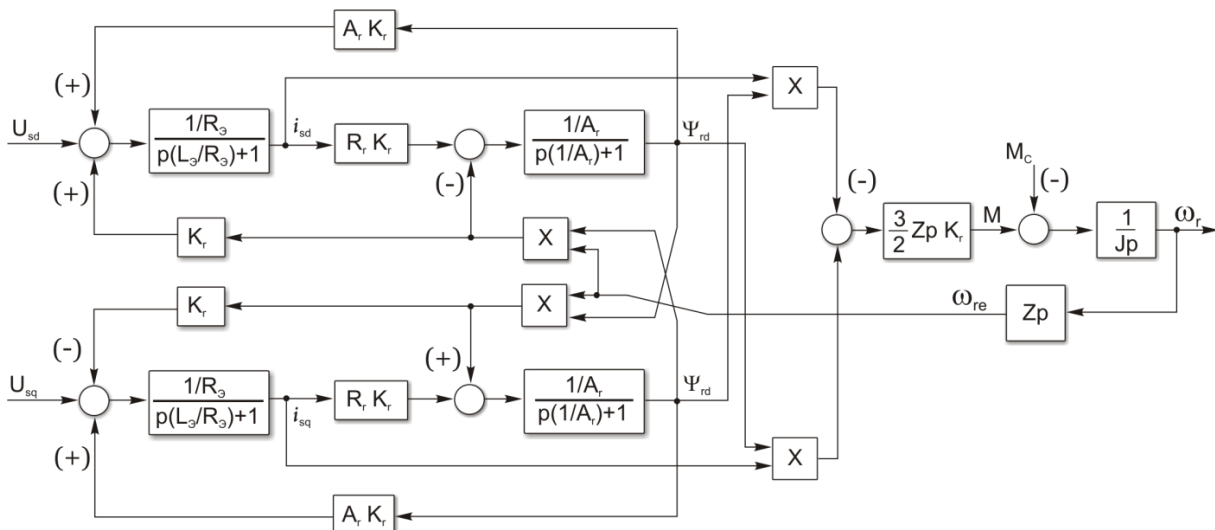 A_r K_r
(+)
U_sd
1/R_Э
p(L_Э/R_Э)+1
i_sd
R_r K_r
1/A_r
p(1/A_r)+1
Ψ_rd
X
(+)
(-)
K_r
X
(-)
3/2 Zp K_r
M
M_C
(-)
1
Jp
ω_r
K_r
X
ω_re
Zp
(-)
(+)
U_sq
1/R_Э
p(L_Э/R_Э)+1
i_sq
R_r K_r
1/A_r
p(1/A_r)+1
Ψ_rd
(+)
X
A_r K_r